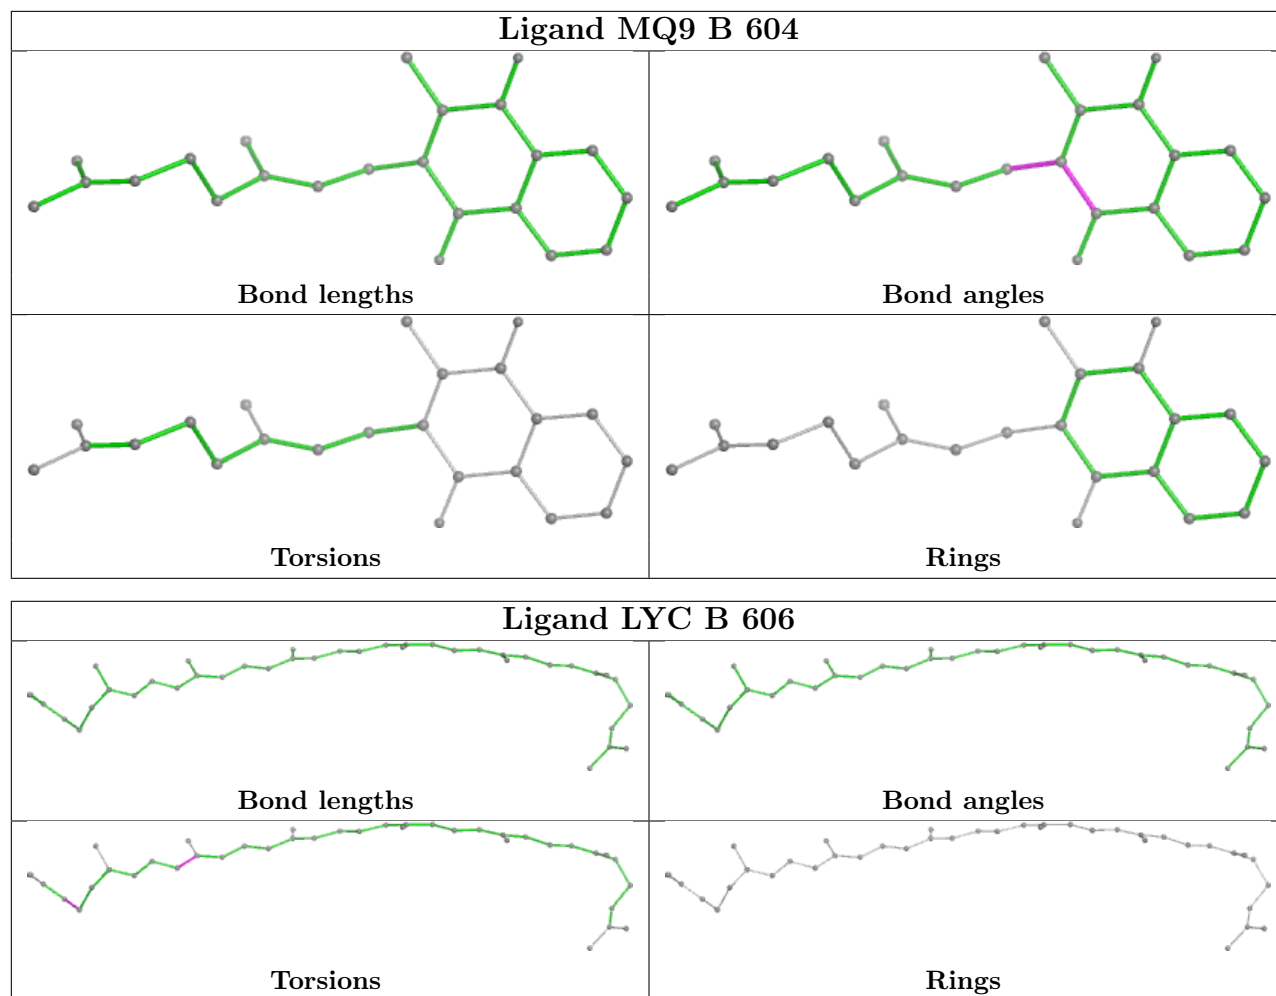 Ligand MQ9 B 604
Bond lengths
Bond angles
Torsions
Rings
Ligand LYC B 606
Bond lengths
Bond angles
Torsions
Rings